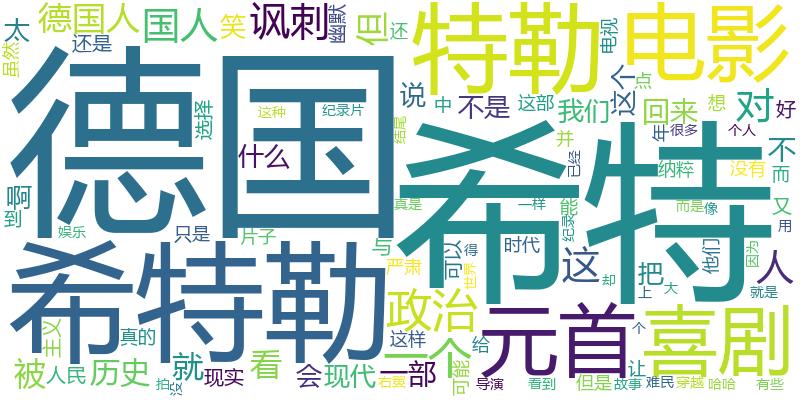 太
德国人
国人
笑
讽刺
幽默
但
还
特勒
电影
电视
虽然
还是
选择
德国
这种
纪录片
结尾
说
中
不是
这部
我们
这个
点
回来
想
对
好
年
很多
个人
不
而
希特
并
已经
什么
啊
到
真是
一样
能
像
纳粹
没有
而是
又
用
娱乐
只是
片子
与
严肃
可以
得
世界
时代
纪录
这
把
他们
因为
人
却
上
大
就是
希特勒
政治
元首
喜剧
主义
真的
这样
一个
给
个
让
被
人民
历史
拍
没
就
现实
看
会
现代
右翼
一部
可能
导演
看到
但是
故事
难民
穿越
哈哈
有些